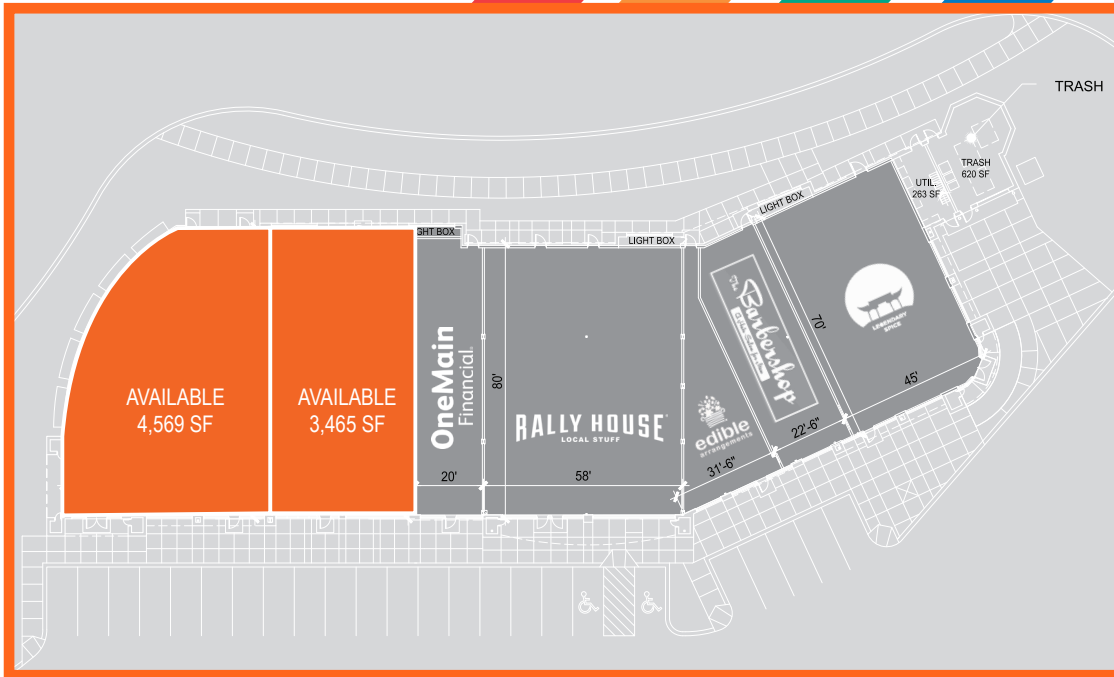 TRASH
TRASH
620 SF
UTIL.
263 SF
LIGHT BOX
GHT BOX
LIGHT BOX
AVAILABLE
4,569 SF
AVAILABLE
3,465 SF
OneMain
Financial.
20'
80'
RALLY HOUSE
LOCAL STUFF
58'
edible
arrangements
31'-6"
The
Barbershop
22'-6"
70'
LEGENDARY
SPICE
45'